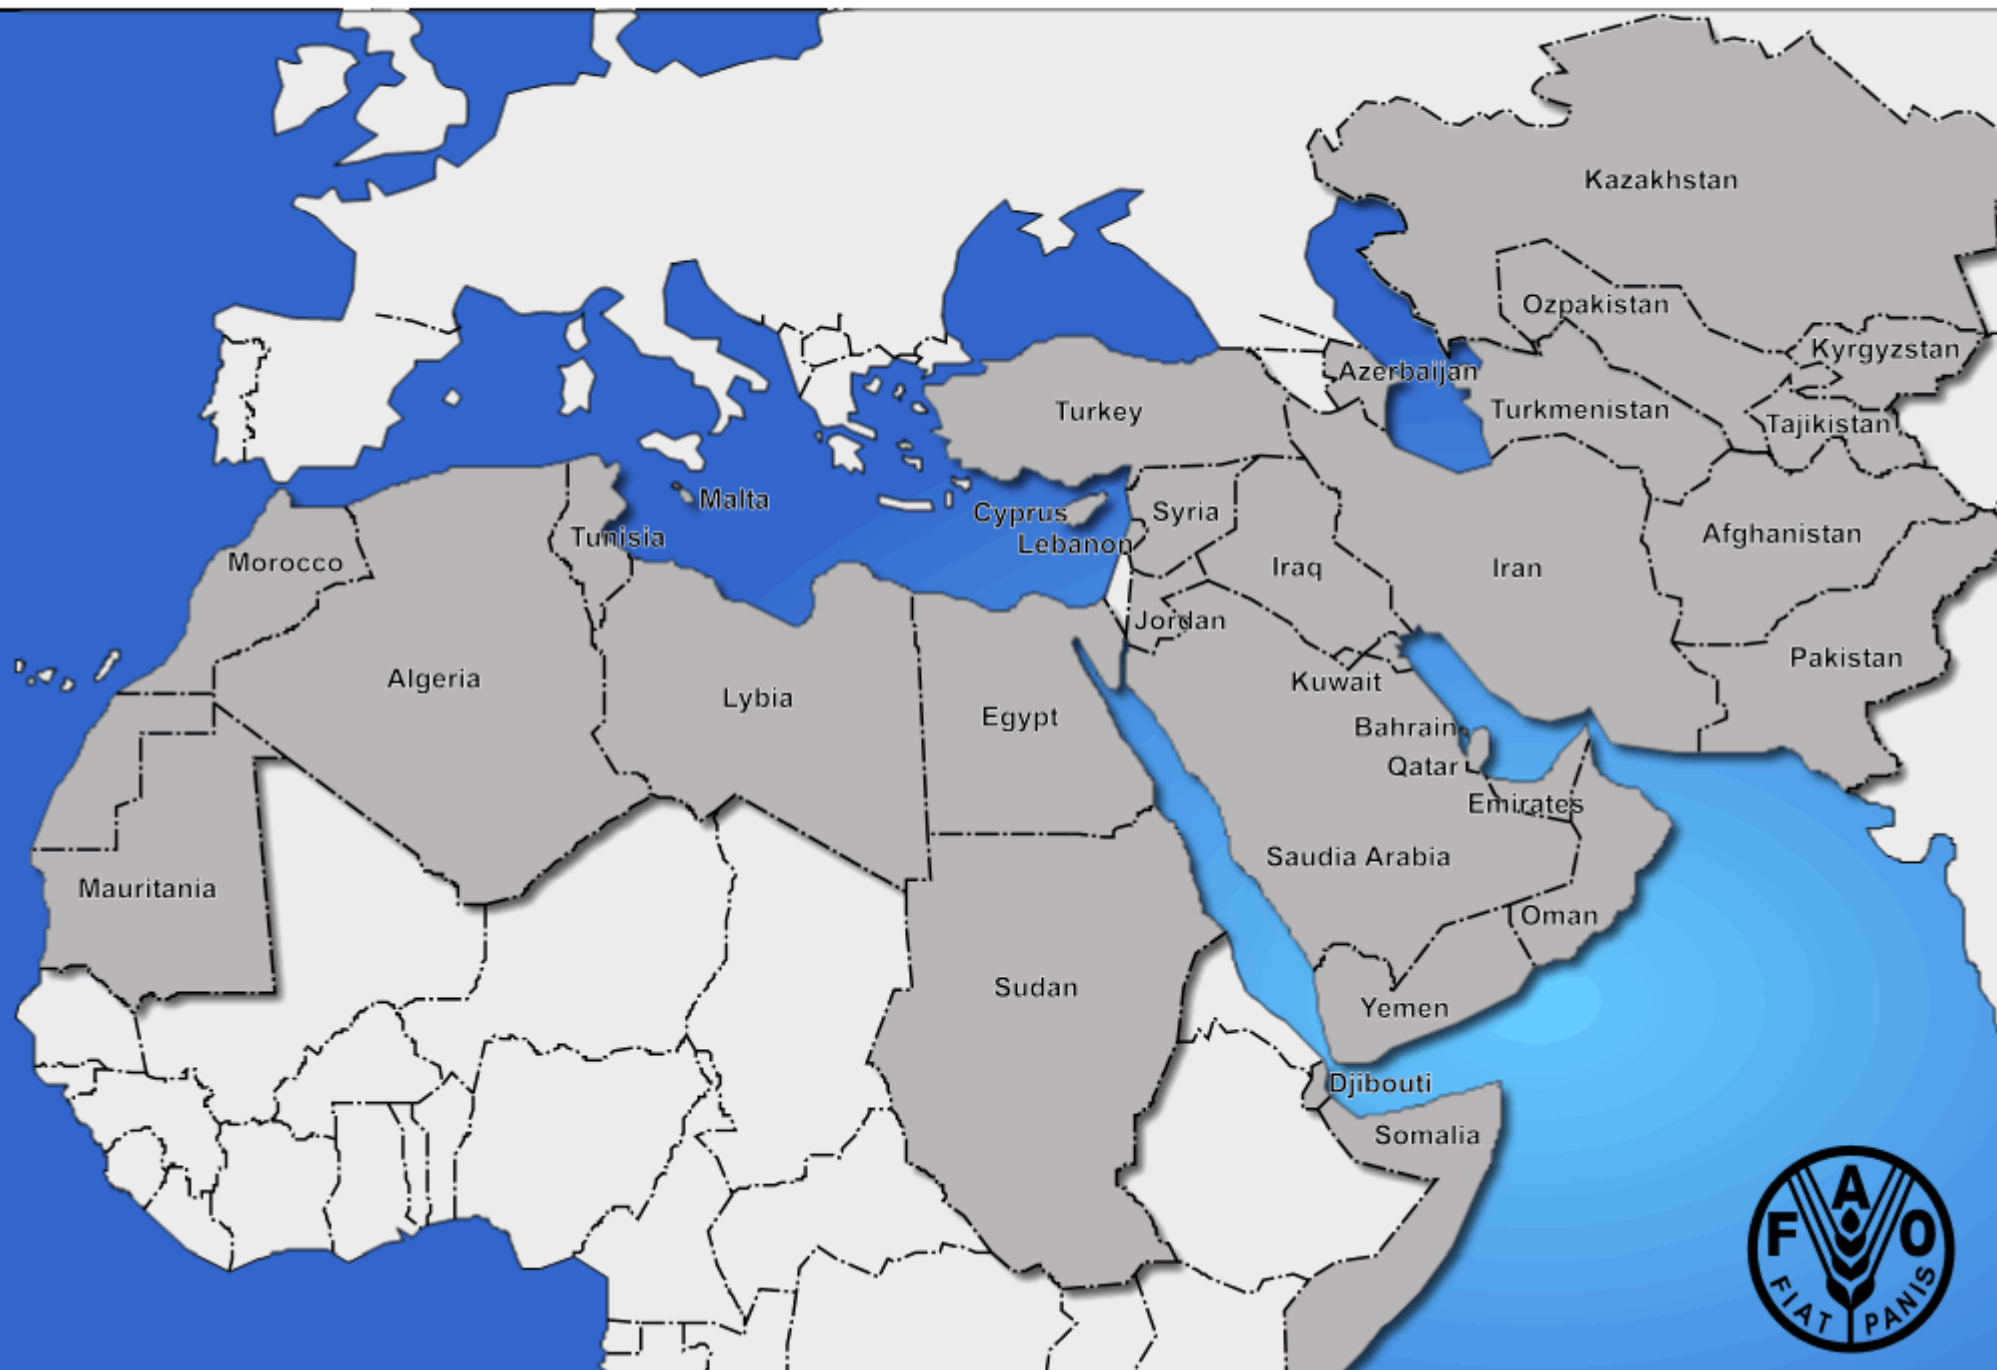 Kazakhstan
Ozpakistan
Kyrgyzstan
Azerbaijan
Turkmenistan
Tajikistan
Turkey
Malta
Cyprus
Syria
Lebanon
Tunisia
Morocco
Iraq
Iran
Afghanistan
Jordan
Pakistan
Algeria
Lybia
Kuwait
Egypt
Bahrain
Qatar
Emirates
Saudia Arabia
Mauritania
Oman
Sudan
Yemen
Djibouti
Somalia
F A O
FIAT PANIS